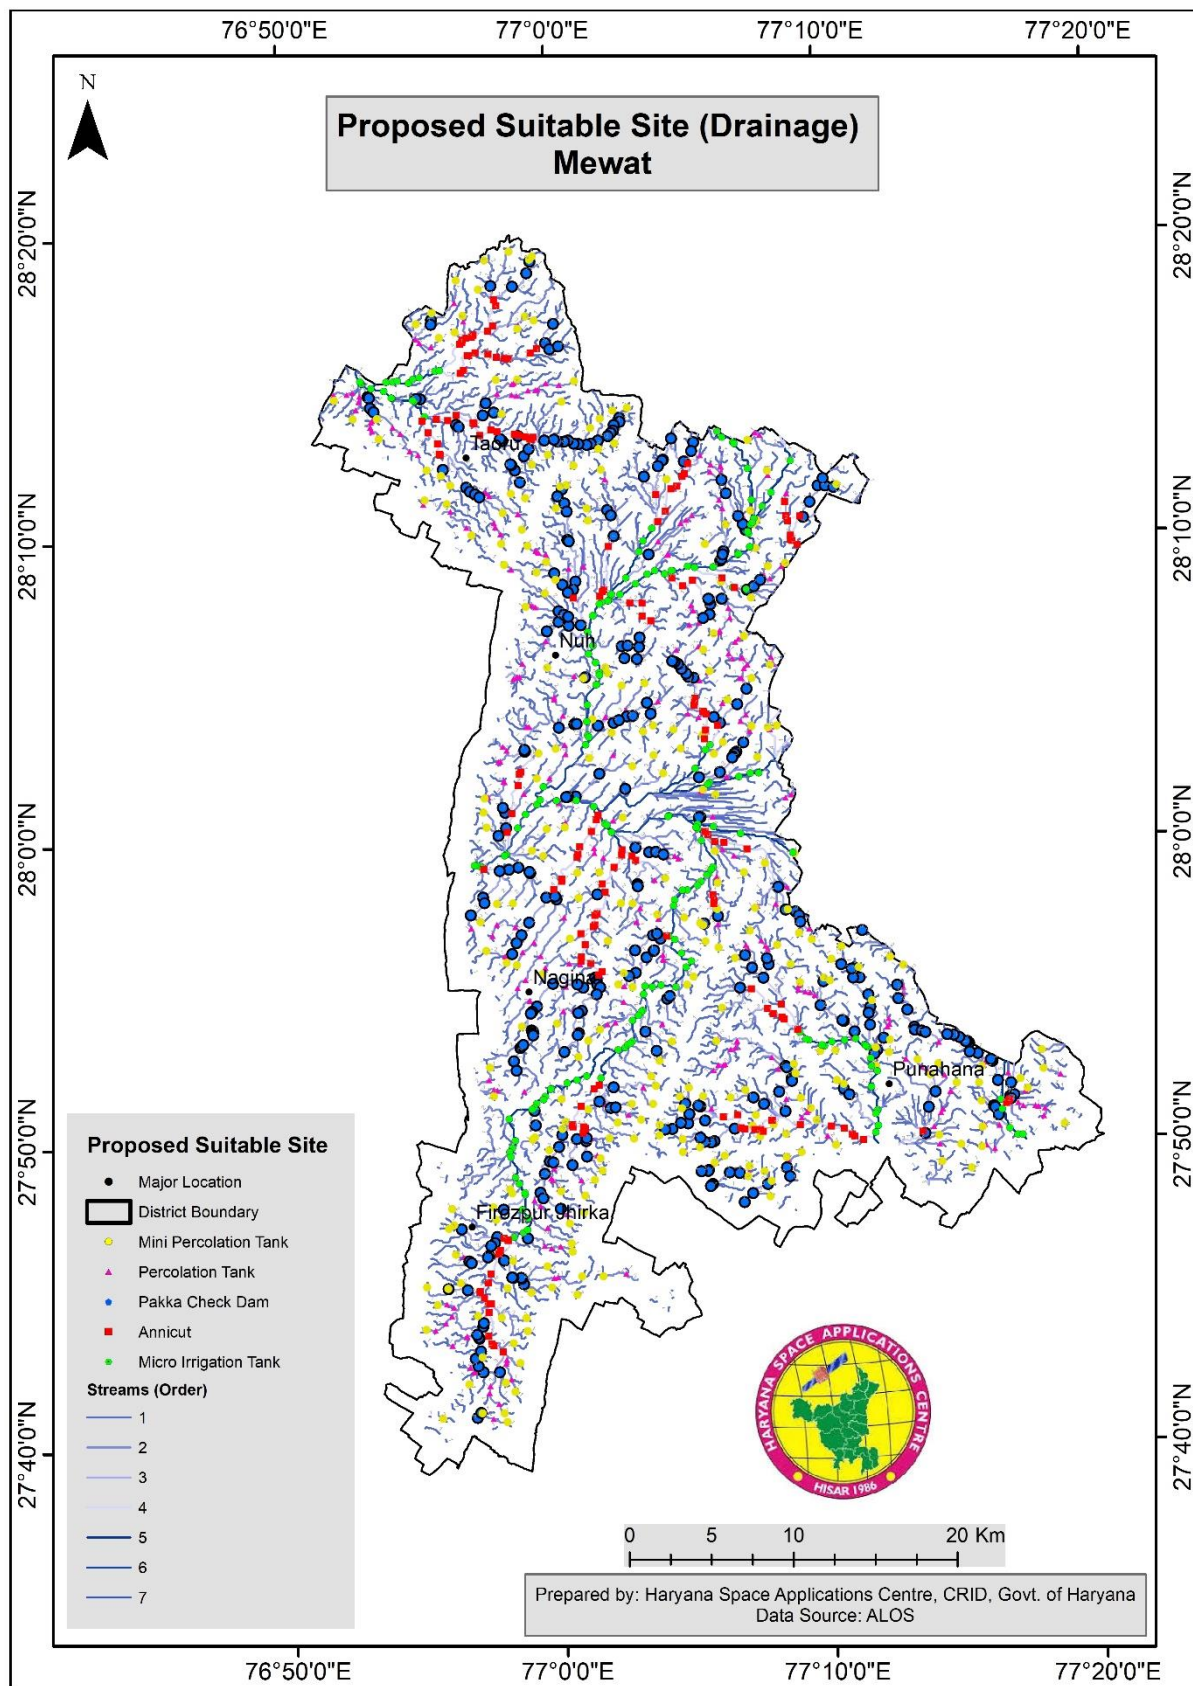 76°50'0"E 77°0'0"E 77°10'0"E 77°20'0"E
N
Proposed Suitable Site (Drainage)
Mewat
28°20'0"N
28°20'0"N
Taoru
28°10'0"N
28°10'0"N
Nuh
28°0'0"N
28°0'0"N
Nagina
Punahana
27°50'0"N
27°50'0"N
Firozpur Jhirka
27°40'0"N
27°40'0"N
Proposed Suitable Site
Major Location
District Boundary
Mini Percolation Tank
Percolation Tank
Pakka Check Dam
Annicut
Micro Irrigation Tank
Streams (Order)
1
2
3
4
5
6
7
HARYANA SPACE APPLICATIONS CENTRE
HISAR 1986
0 5 10 20 Km
Prepared by: Haryana Space Applications Centre, CRID, Govt. of Haryana
Data Source: ALOS
76°50'0"E 77°0'0"E 77°10'0"E 77°20'0"E